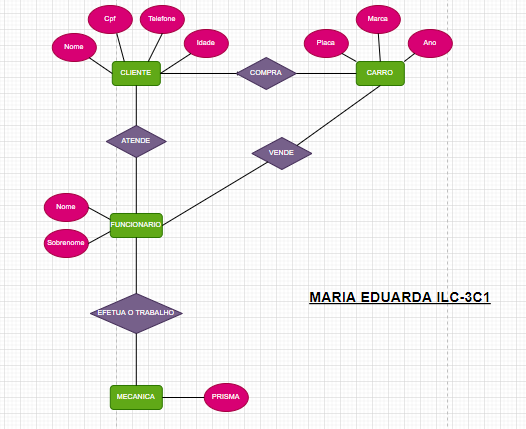 Cpf
Telefone
Marca
Nome
Idade
Placa
Ano
CLIENTE
COMPRA
CARRO
ATENDE
VENDE
Nome
FUNCIONARIO
Sobrenome
MARIA EDUARDA ILC-3C1
EFETUA O TRABALHO
MECANICA
PRISMA